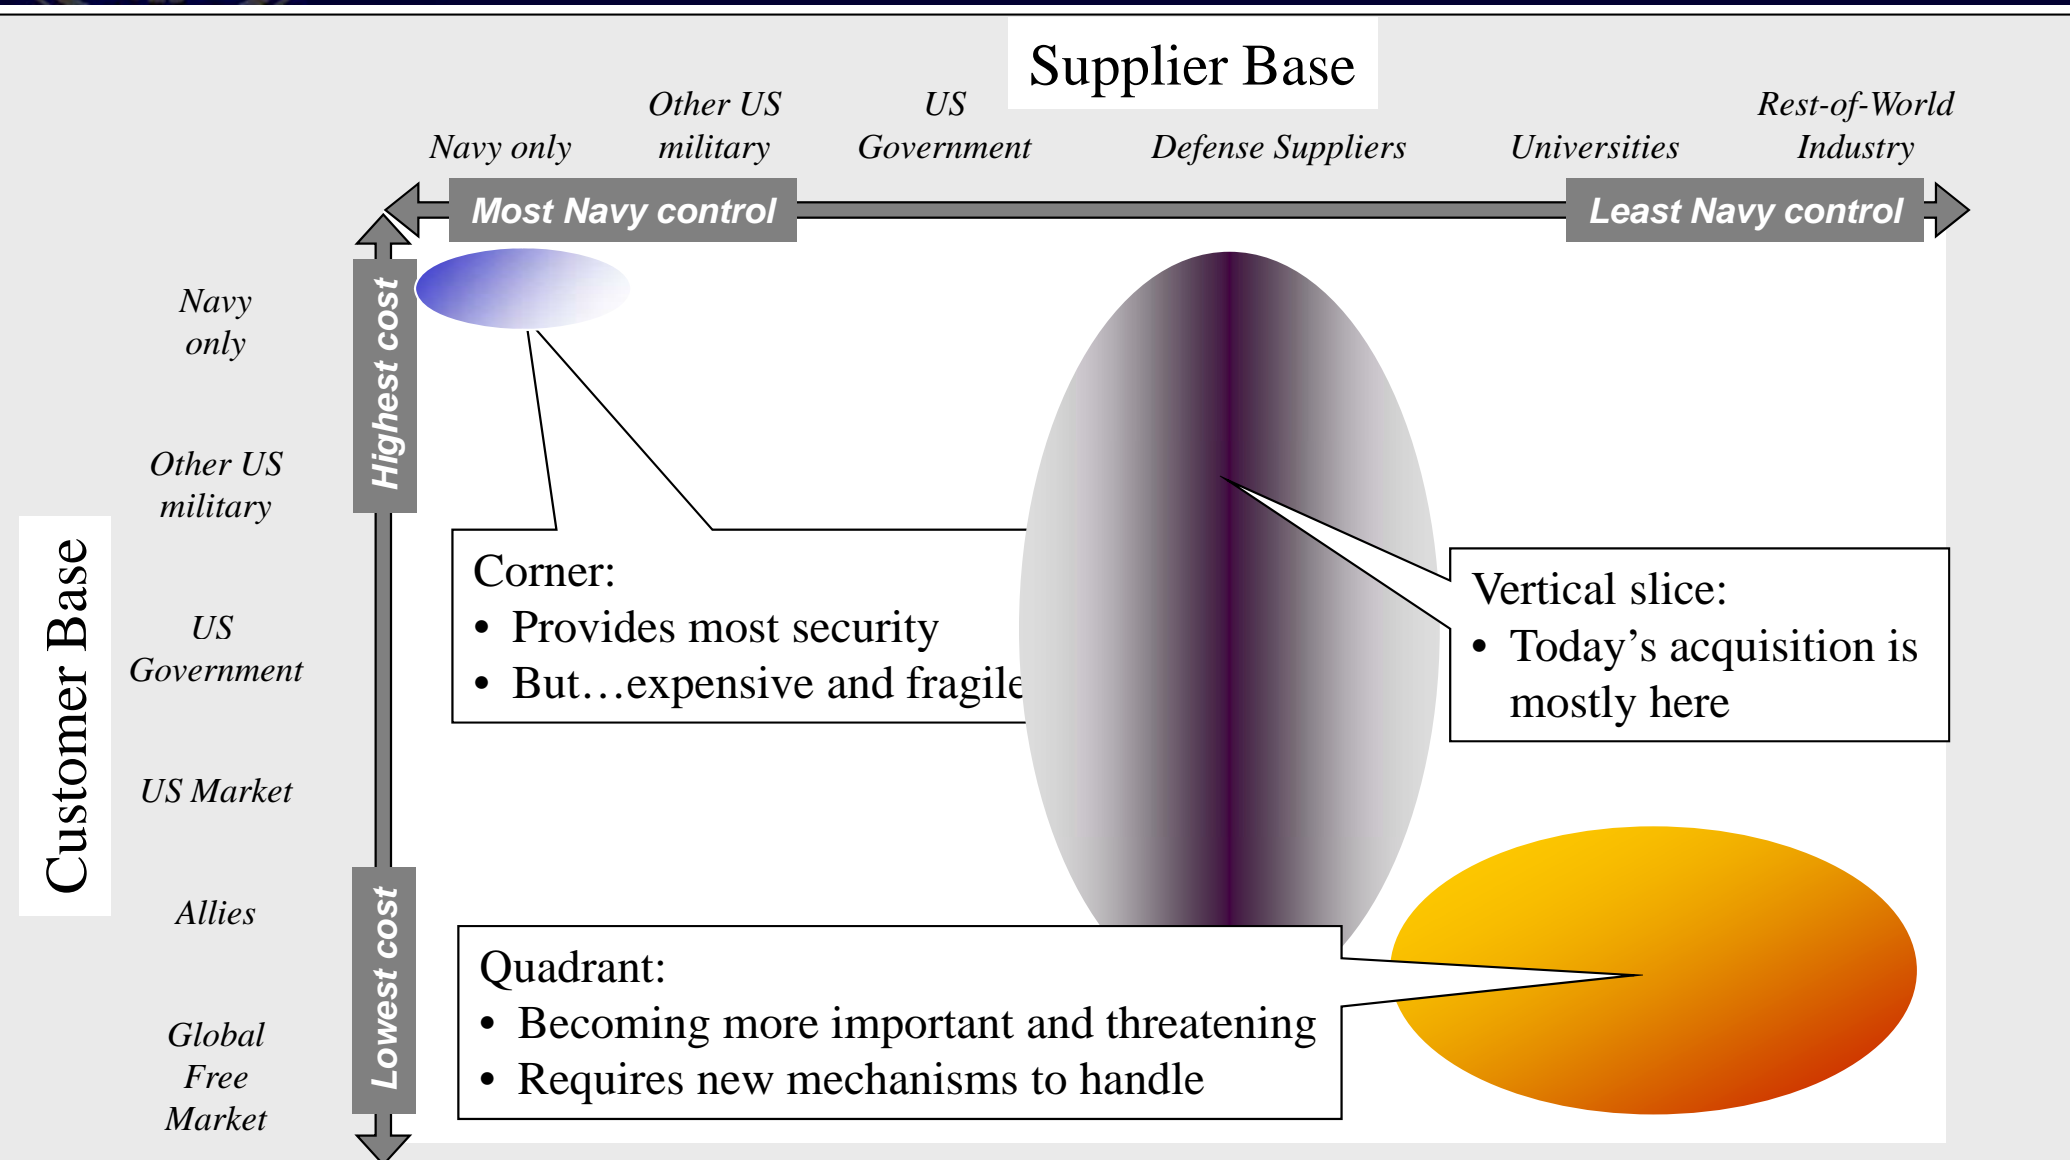 Supplier Base
Navy only
Other US
military
US
Government
Defense Suppliers
Universities
Rest-of-World
Industry
Most Navy control
Least Navy control
Customer Base
Highest cost
Lowest cost
Navy
only
Other US
military
US
Government
US Market
Allies
Global
Free
Market
Corner:
• Provides most security
• But…expensive and fragile
Vertical slice:
• Today's acquisition is
mostly here
Quadrant:
• Becoming more important and threatening
• Requires new mechanisms to handle